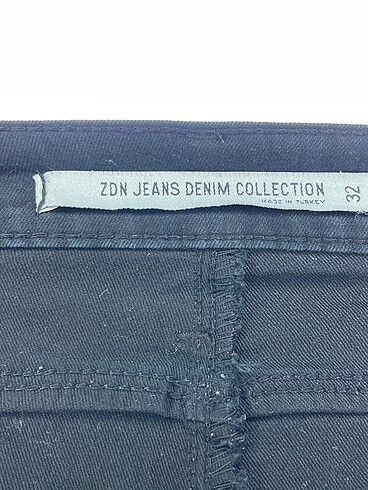 ZDN JEANS DENIM COLLECTION
MADE IN TURKEY
32